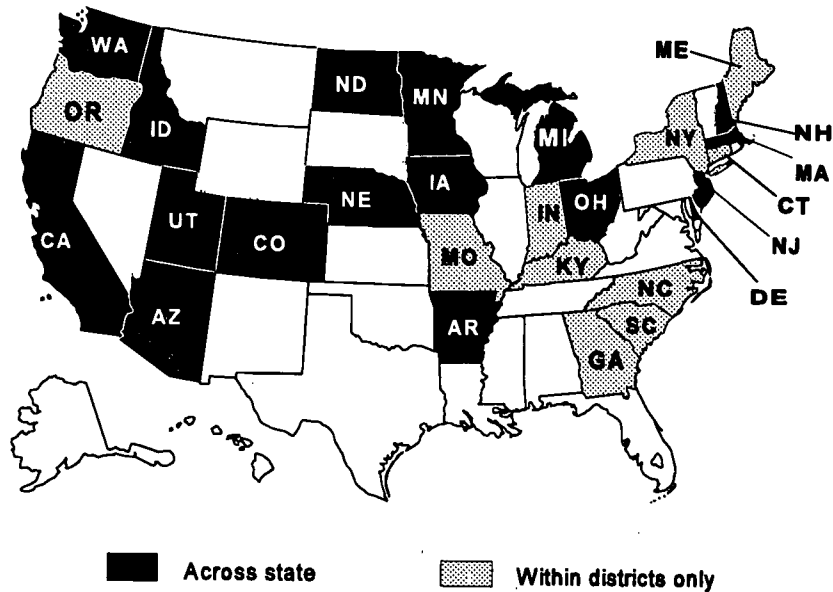 WA
ME
ND
MN
OR
ID
MI
NY
NH
MA
NE
IA
IN
OH
CT
UT
CO
CA
MO
KY
NJ
DE
AZ
AR
NC
SC
GA
Across state
Within districts only